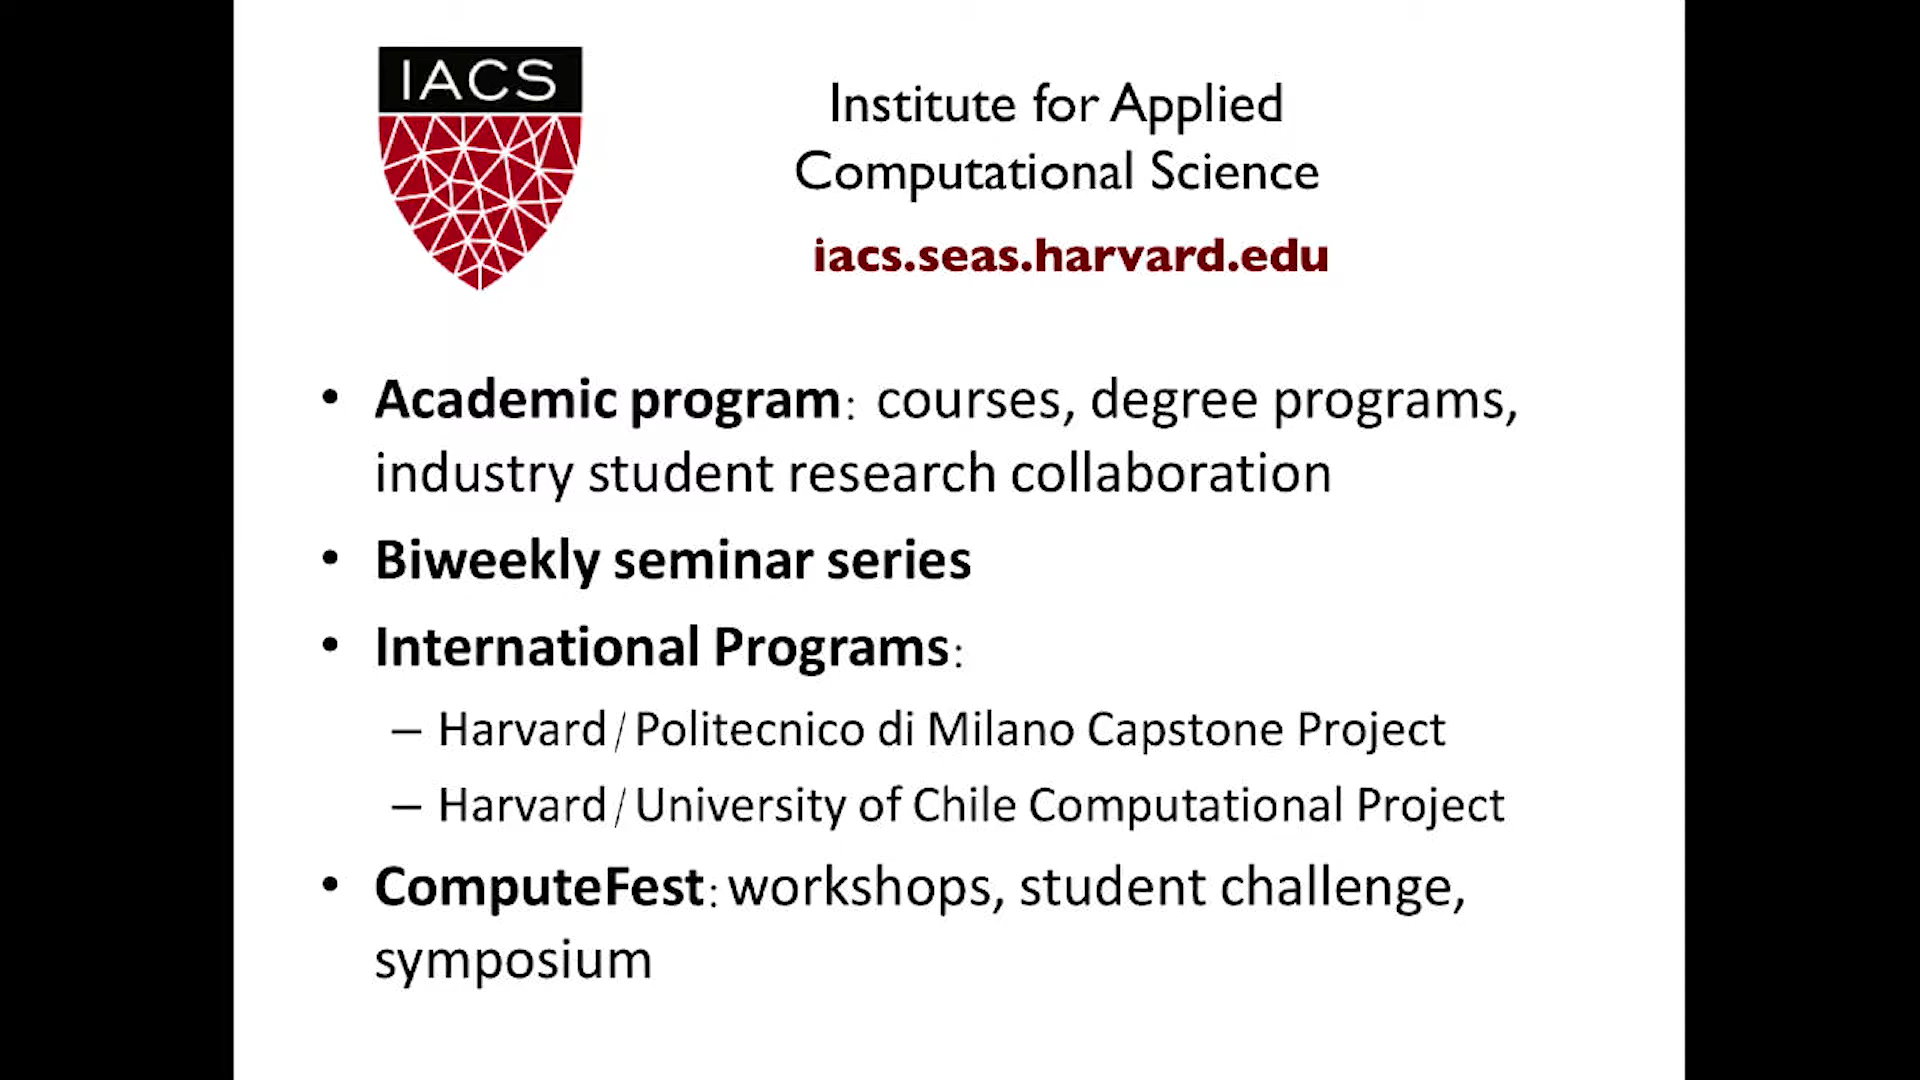 IACS
Institute for Applied
Computational Science
iacs.seas.harvard.edu
• Academic program: courses, degree programs,
industry student research collaboration
• Biweekly seminar series
• International Programs:
– Harvard/Politecnico di Milano Capstone Project
– Harvard/University of Chile Computational Project
• ComputeFest: workshops, student challenge,
symposium